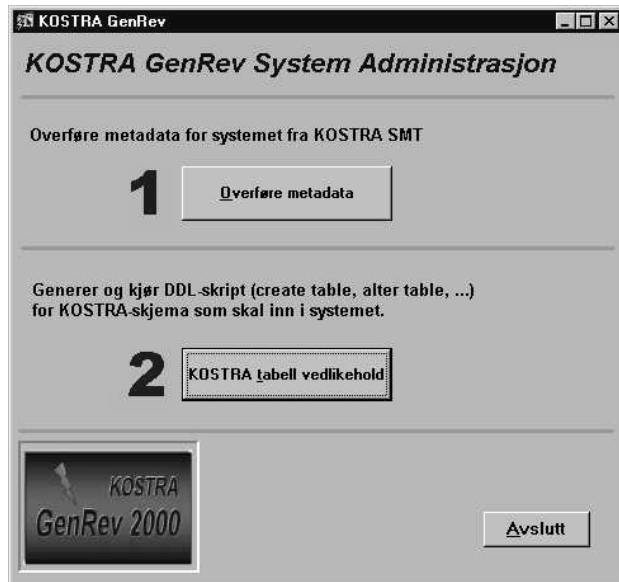 KOSTRA GenRev
KOSTRA GenRev System Administrasjon
Overføre metadata for systemet fra KOSTRA SMT
1
Overføre metadata
Generer og kjør DDL-skript (create table, alter table, ...)
for KOSTRA-skjema som skal inn i systemet.
2
KOSTRA tabell vedlikehold
KOSTRA
GenRev 2000
Avslutt